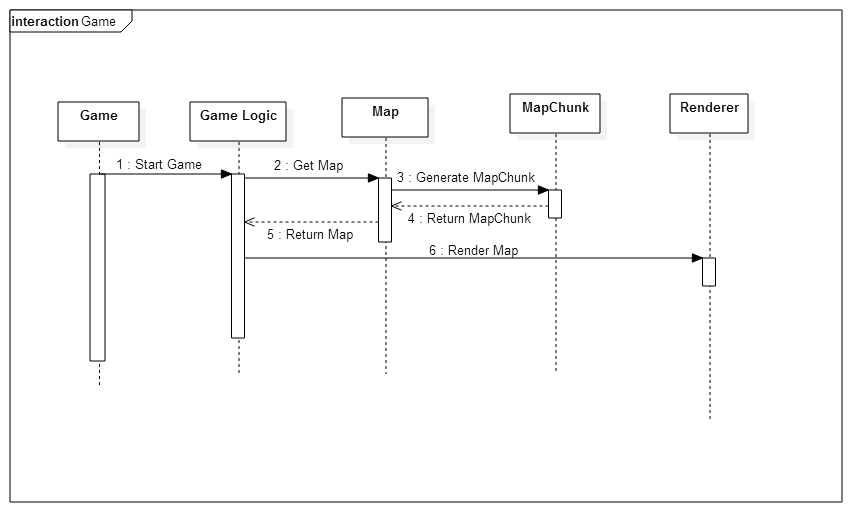 interaction Game
Game
Game Logic
Map
MapChunk
Renderer
1 : Start Game
2 : Get Map
3 : Generate MapChunk
4 : Return MapChunk
5 : Return Map
6 : Render Map